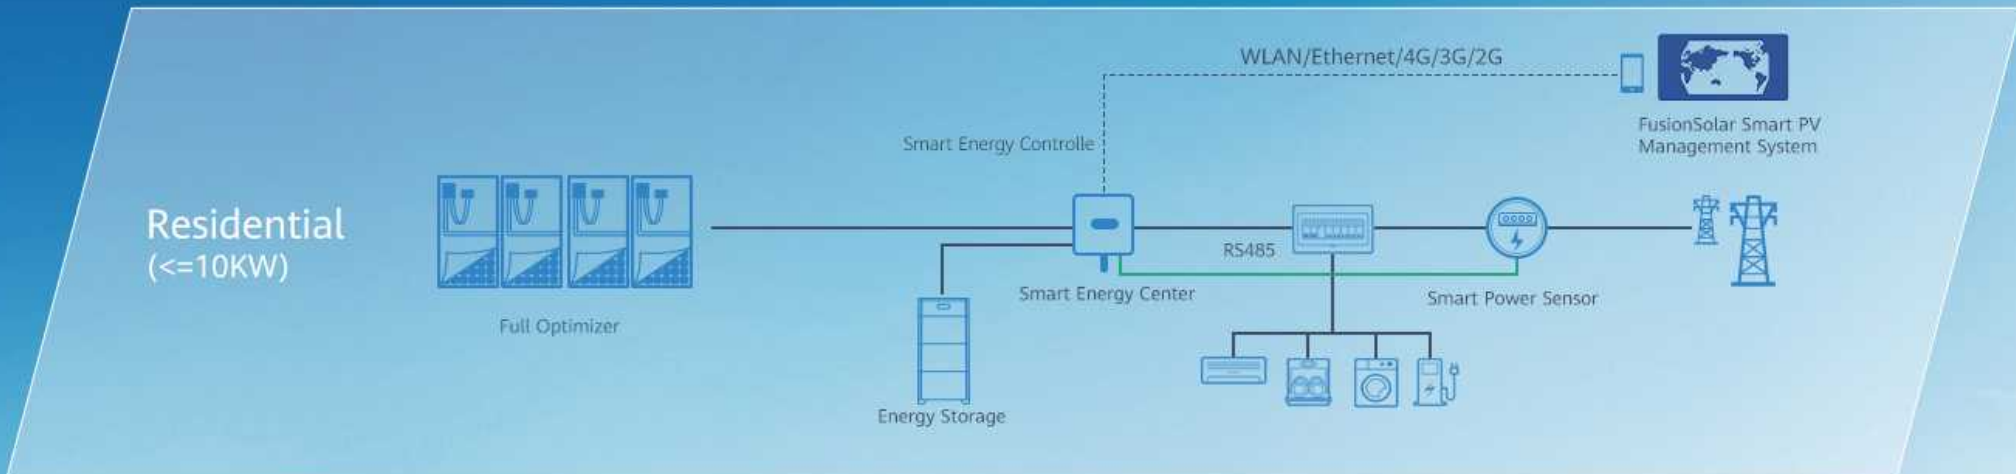 WLAN/Ethernet/4G/3G/2G
FusionSolar Smart PV
Management System
Smart Energy Controlle
Residential
(<=10KW)
RS485
Smart Energy Center
Smart Power Sensor
Full Optimizer
Energy Storage